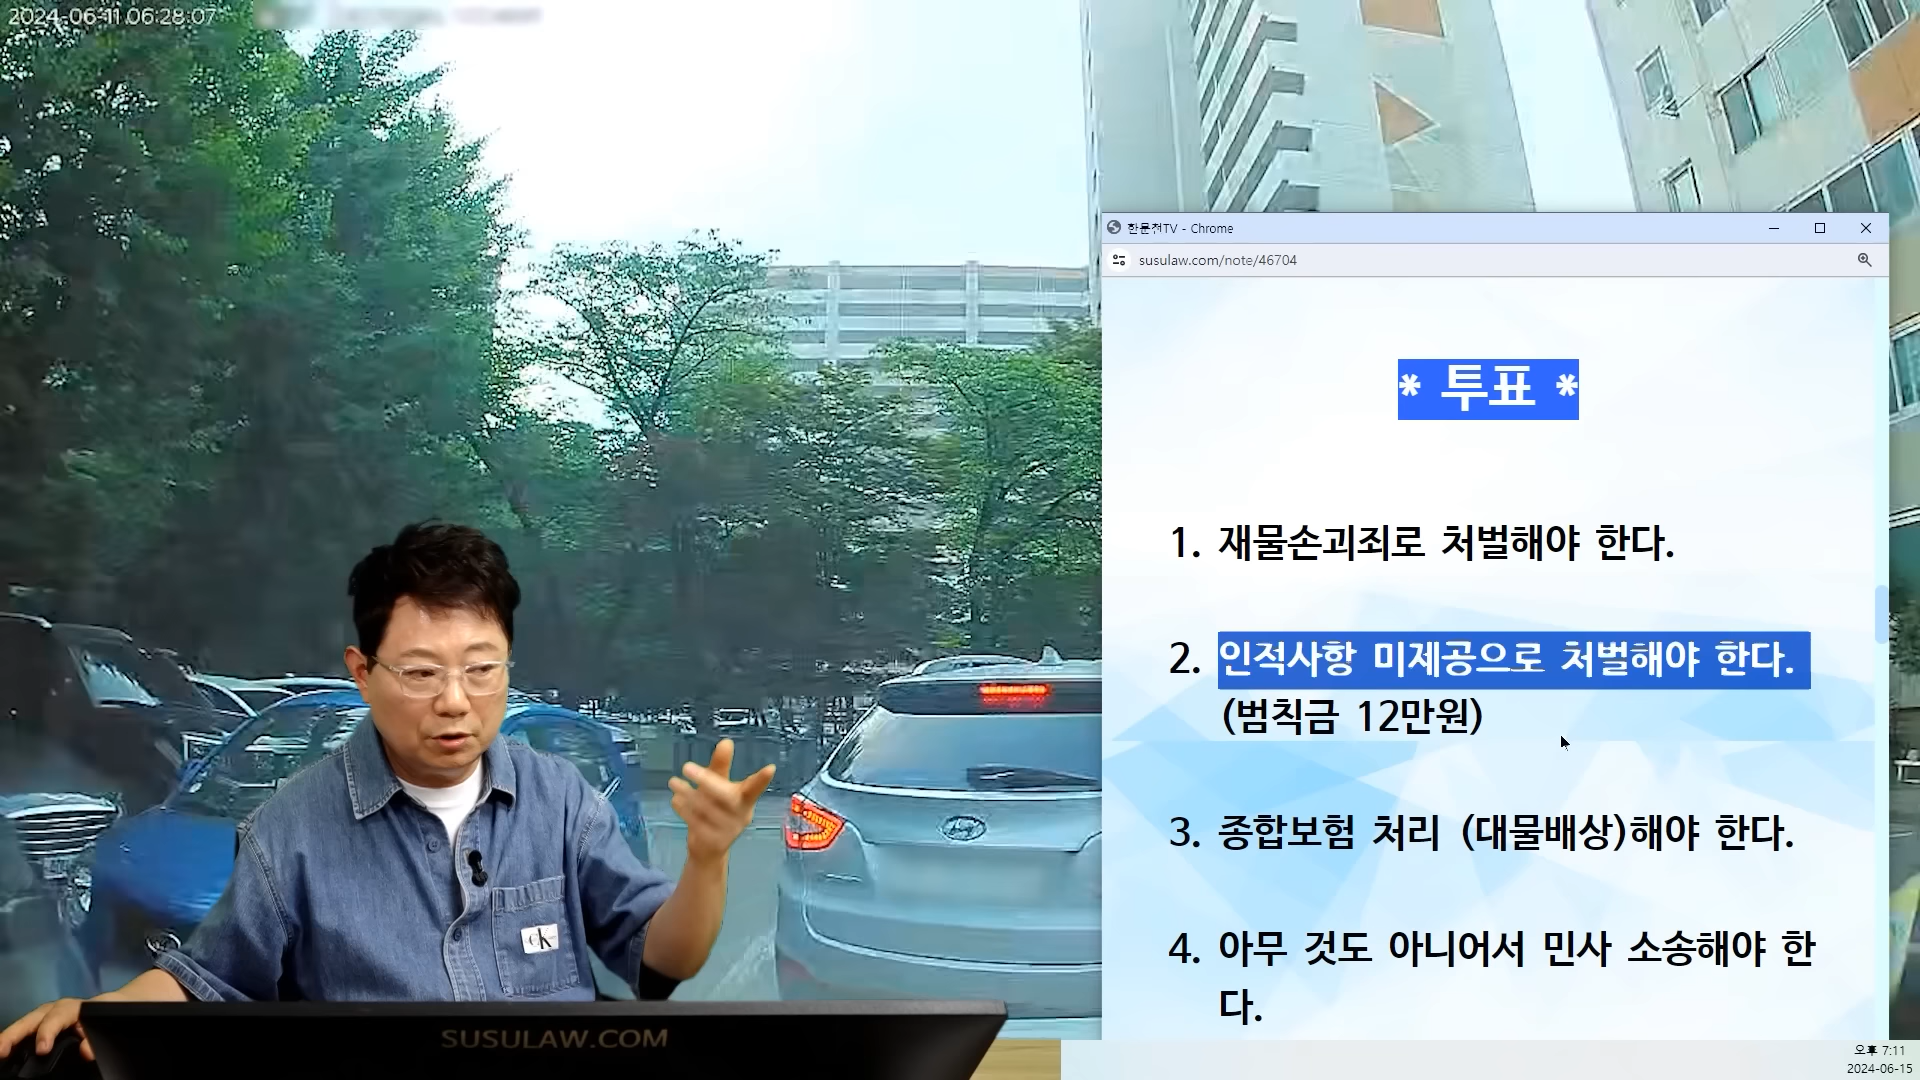 2024-06-11 06:28:07
한문철TV - Chrome
susulaw.com/note/46704
* 투표 *
1. 재물손괴죄로 처벌해야 한다.
2. 인적사항 미제공으로 처벌해야 한다.
(범칙금 12만원)
3. 종합보험 처리 (대물배상)해야 한다.
4. 아무 것도 아니어서 민사 소송해야 한
다.
CK
SUSULAW.COM
오후 7:11
2024-06-15